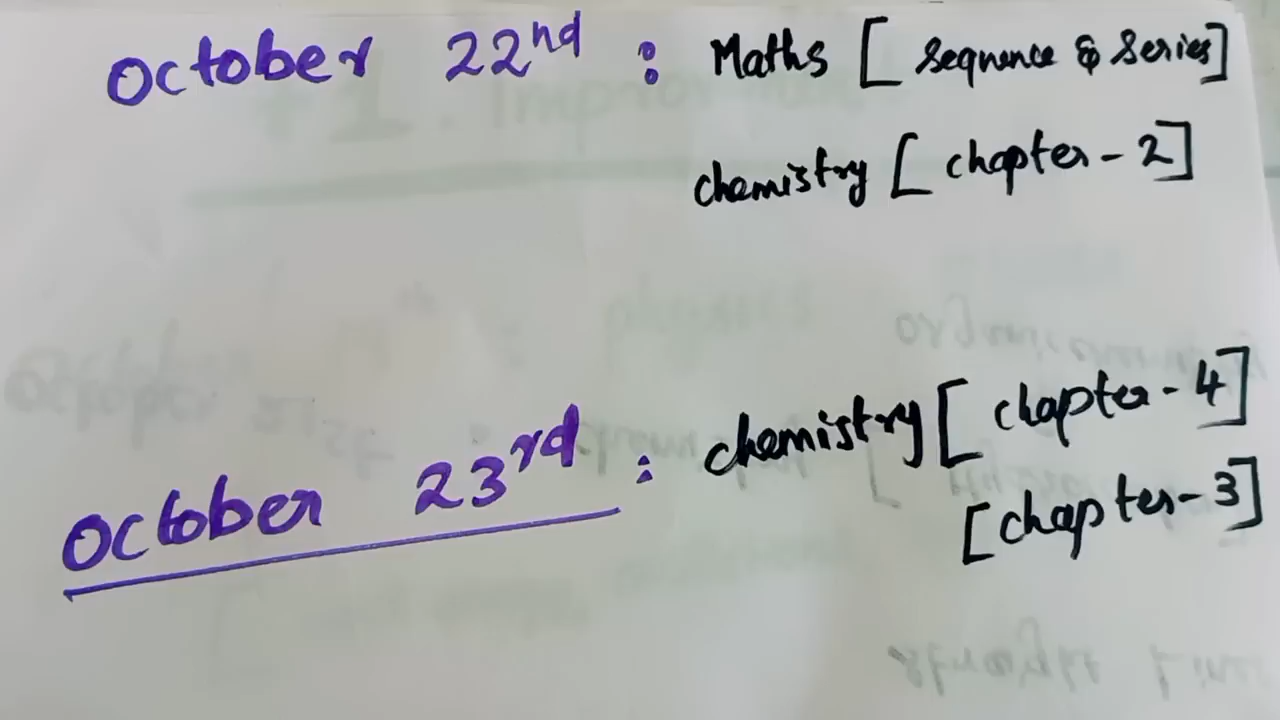 October 22nd : Maths [ Sequence & Series]
chemistry [ chapter - 2]
October 23rd : chemistry [ chapter - 4]
[chapter - 3]